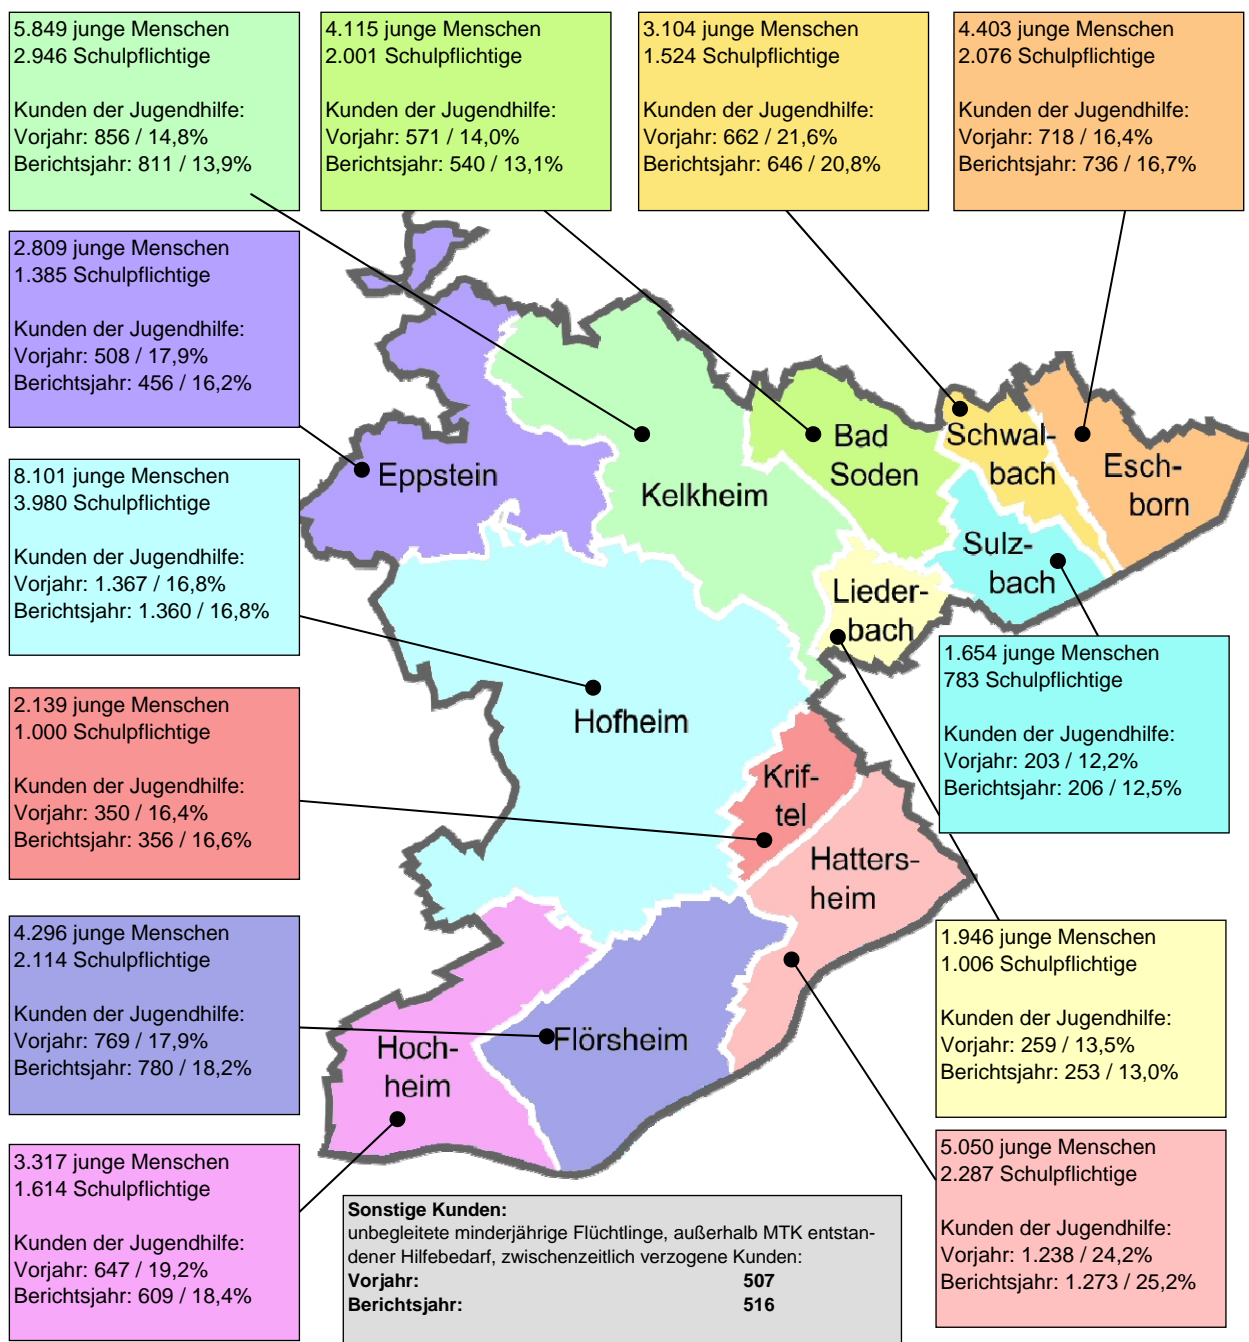 5.849 junge Menschen
2.946 Schulpflichtige
Kunden der Jugendhilfe:
Vorjahr: 856 / 14,8%
Berichtsjahr: 811 / 13,9%
4.115 junge Menschen
2.001 Schulpflichtige
Kunden der Jugendhilfe:
Vorjahr: 571 / 14,0%
Berichtsjahr: 540 / 13,1%
3.104 junge Menschen
1.524 Schulpflichtige
Kunden der Jugendhilfe:
Vorjahr: 662 / 21,6%
Berichtsjahr: 646 / 20,8%
4.403 junge Menschen
2.076 Schulpflichtige
Kunden der Jugendhilfe:
Vorjahr: 718 / 16,4%
Berichtsjahr: 736 / 16,7%
2.809 junge Menschen
1.385 Schulpflichtige
Kunden der Jugendhilfe:
Vorjahr: 508 / 17,9%
Berichtsjahr: 456 / 16,2%
8.101 junge Menschen
3.980 Schulpflichtige
Kunden der Jugendhilfe:
Vorjahr: 1.367 / 16,8%
Berichtsjahr: 1.360 / 16,8%
2.139 junge Menschen
1.000 Schulpflichtige
Kunden der Jugendhilfe:
Vorjahr: 350 / 16,4%
Berichtsjahr: 356 / 16,6%
4.296 junge Menschen
2.114 Schulpflichtige
Kunden der Jugendhilfe:
Vorjahr: 769 / 17,9%
Berichtsjahr: 780 / 18,2%
3.317 junge Menschen
1.614 Schulpflichtige
Kunden der Jugendhilfe:
Vorjahr: 647 / 19,2%
Berichtsjahr: 609 / 18,4%
Eppstein
Kelkheim
Bad
Soden
Schwal-
bach
Esch-
born
Sulz-
bach
Lieder-
bach
Hofheim
Krif-
tel
Hatters-
heim
Flörsheim
Hoch-
heim
1.654 junge Menschen
783 Schulpflichtige
Kunden der Jugendhilfe:
Vorjahr: 203 / 12,2%
Berichtsjahr: 206 / 12,5%
1.946 junge Menschen
1.006 Schulpflichtige
Kunden der Jugendhilfe:
Vorjahr: 259 / 13,5%
Berichtsjahr: 253 / 13,0%
5.050 junge Menschen
2.287 Schulpflichtige
Kunden der Jugendhilfe:
Vorjahr: 1.238 / 24,2%
Berichtsjahr: 1.273 / 25,2%
Sonstige Kunden:
unbegleitete minderjährige Flüchtlinge, außerhalb MTK entstan-
dener Hilfebedarf, zwischenzeitlich verzogene Kunden:
Vorjahr: 507
Berichtsjahr: 516